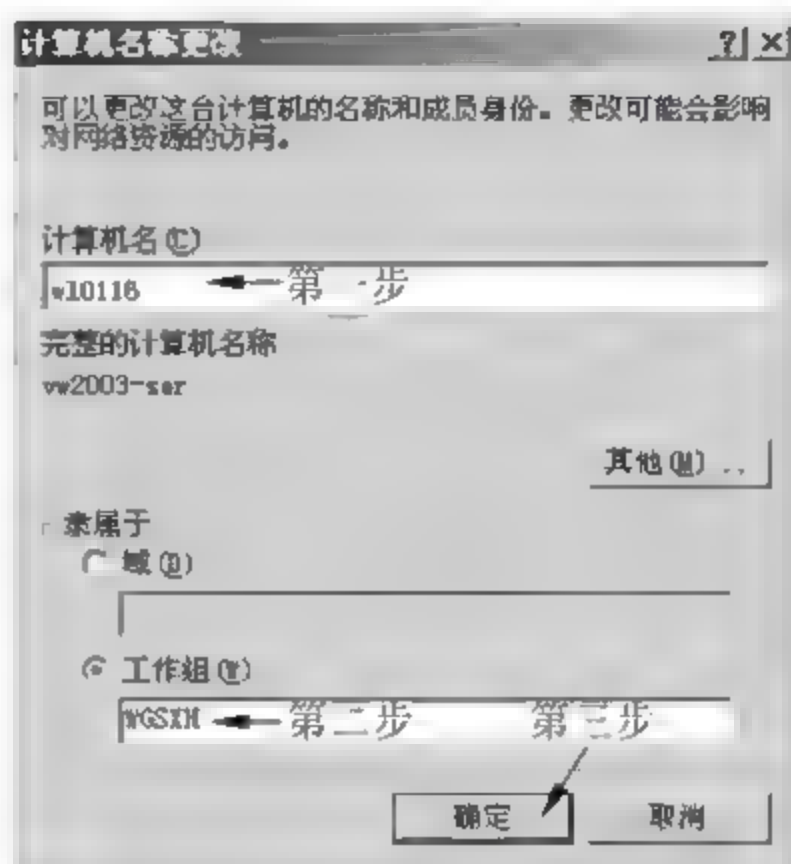 计算机名称更改
可以更改这台计算机的名称和成员身份。更改可能会影响
对网络资源的访问。
计算机名(C)
w10116 第一步
完整的计算机名称
vw2003-ser
其他(M)..
隶属于
域(D)
工作组(W)
WGSXH 第二步 第三步
确定 取消